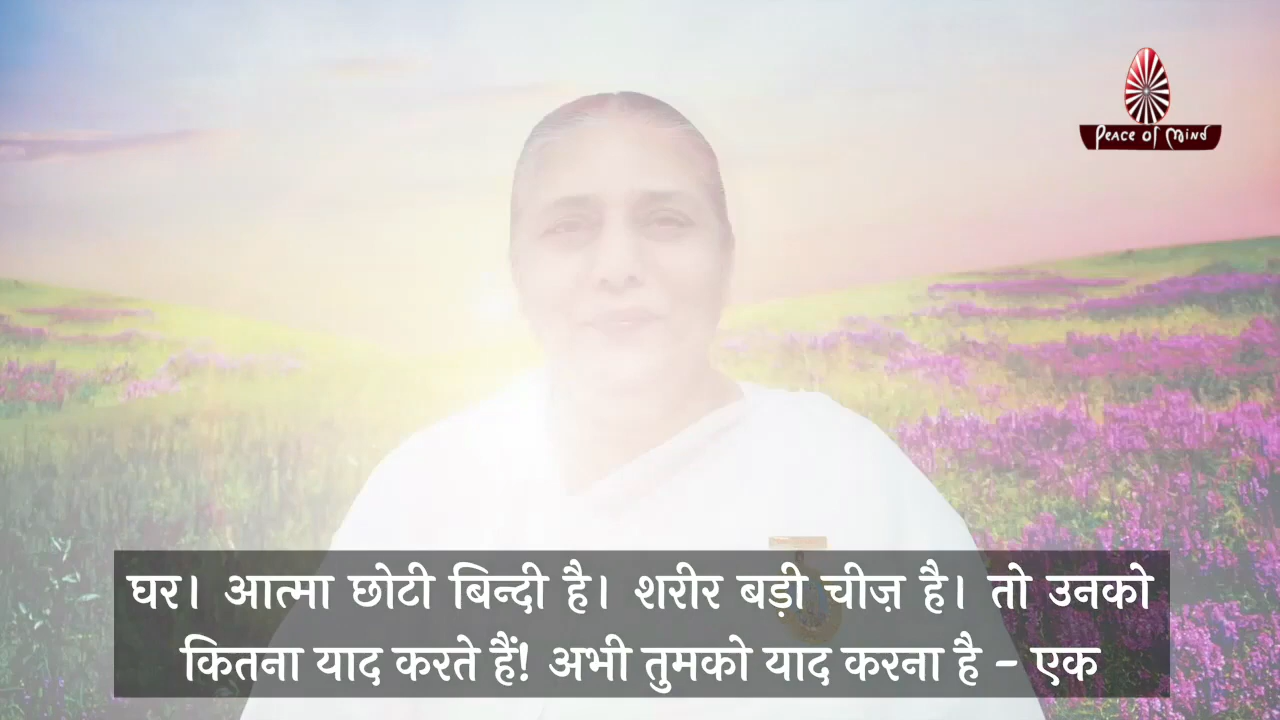 Peace of Mind
घर। आत्मा छोटी बिन्दी है। शरीर बड़ी चीज़ है। तो उनको
कितना याद करते हैं! अभी तुमको याद करना है - एक